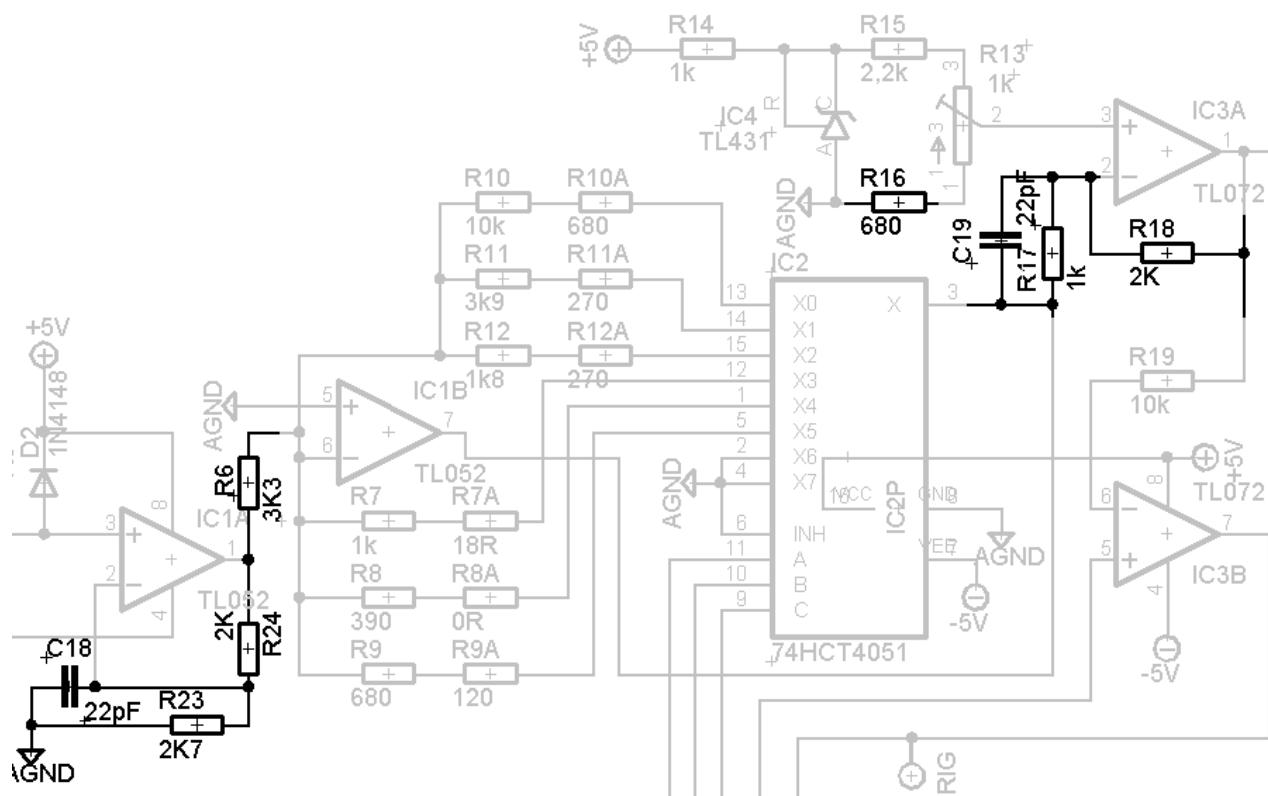 +5V
R14
1k
R15
2,2k
R13
1k
3
2
1
3
R
C
A
IC4
TL431
AGND
R16
680
IC3A
3
2
1
TL072
22pF
C19
R17
1k
R18
2K
R10
10k
R10A
680
R11
3k9
R11A
270
R12
1k8
R12A
270
IC2
13
14
15
12
1
5
2
4
6
11
10
9
X0
X1
X2
X3
X4
X5
X6
X7
INH
A
B
C
X
3
74HCT4051
AGND
16
VCC
IC2P
GND
8
VEE
7
AGND
-5V
R19
10k
+5V
TL072
8
6
5
7
4
IC3B
-5V
+5V
D2
1N4148
AGND
5
6
7
IC1B
TL052
R6
3K3
R7
1k
R7A
18R
R8
390
R8A
0R
R9
680
R9A
120
8
3
2
1
4
IC1A
TL052
2K
R24
C18
22pF
R23
2K7
AGND
RIG